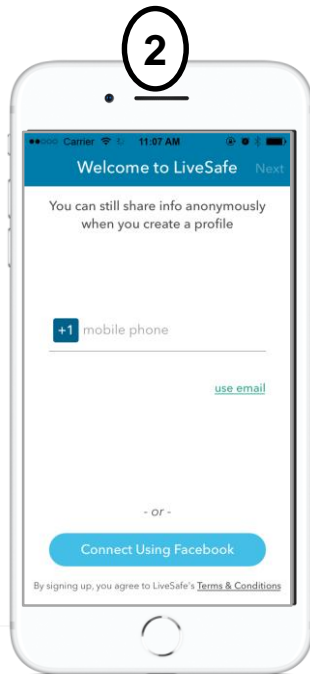 2
Carrier 11:07 AM
Welcome to LiveSafe Next
You can still share info anonymously
when you create a profile
+1 mobile phone
use email
- or -
Connect Using Facebook
By signing up, you agree to LiveSafe's Terms & Conditions